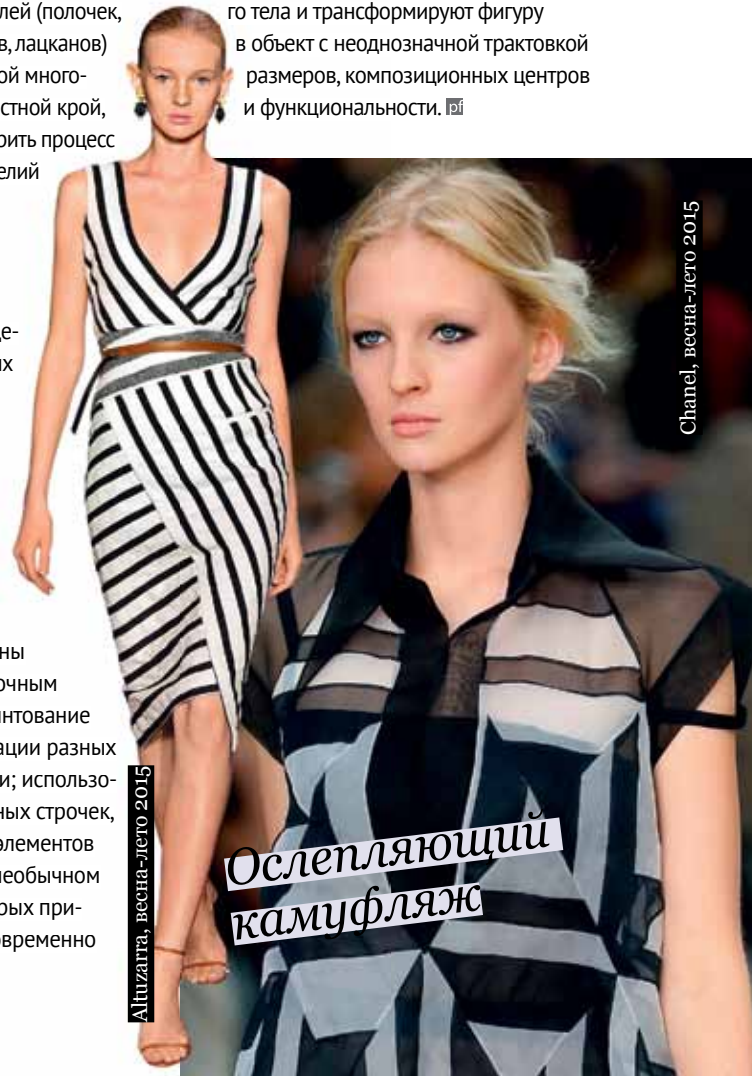 лей (полочек,
в, лацканов)
ой много-
стной крой,
рить процесс
елий
де-
их
ны
очным
интование
ации разных
и; использо-
ных строчек,
элементов
необычном
рых при-
временно
го тела и трансформируют фигуру
в объект с неоднозначной трактовкой
размеров, композиционных центров
и функциональности. pf
Altuzarra, весна-лето 2015
Chanel, весна-лето 2015
Ослепляющий
камуфляж